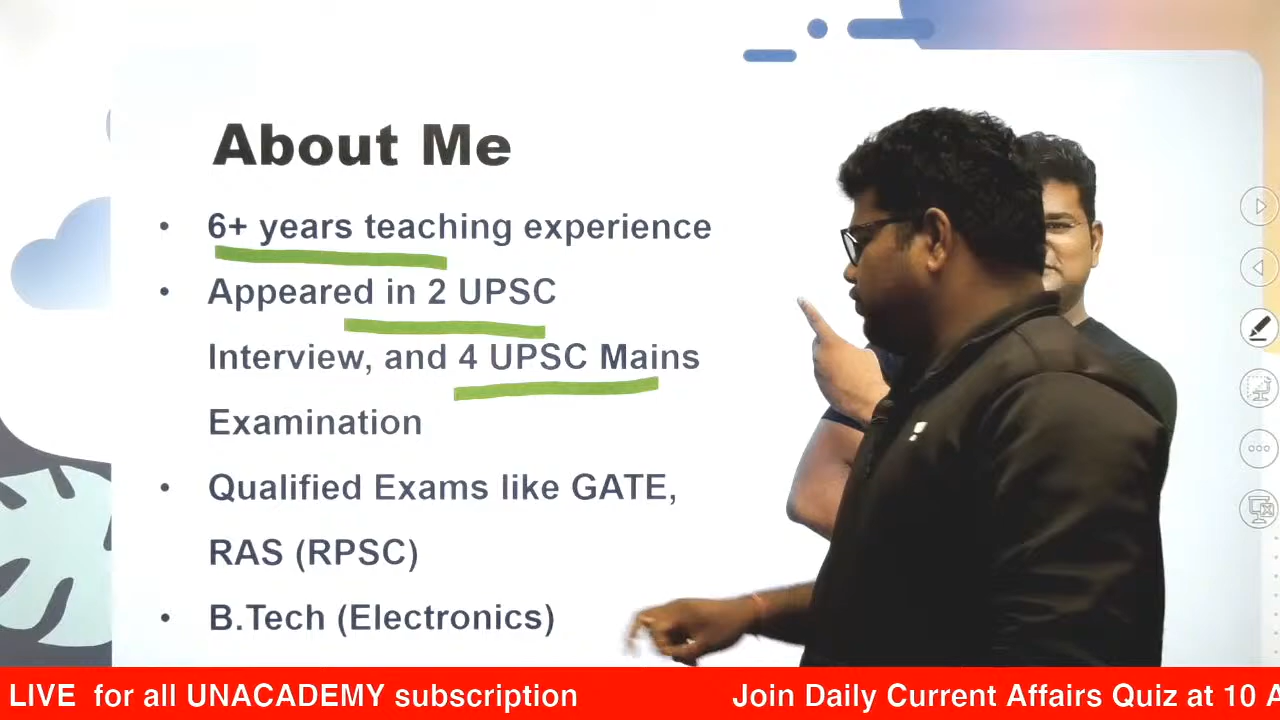 About Me
• 6+ years teaching experience
• Appeared in 2 UPSC
Interview, and 4 UPSC Mains
Examination
• Qualified Exams like GATE,
RAS (RPSC)
• B.Tech (Electronics)
LIVE for all UNACADEMY subscription Join Daily Current Affairs Quiz at 10 A